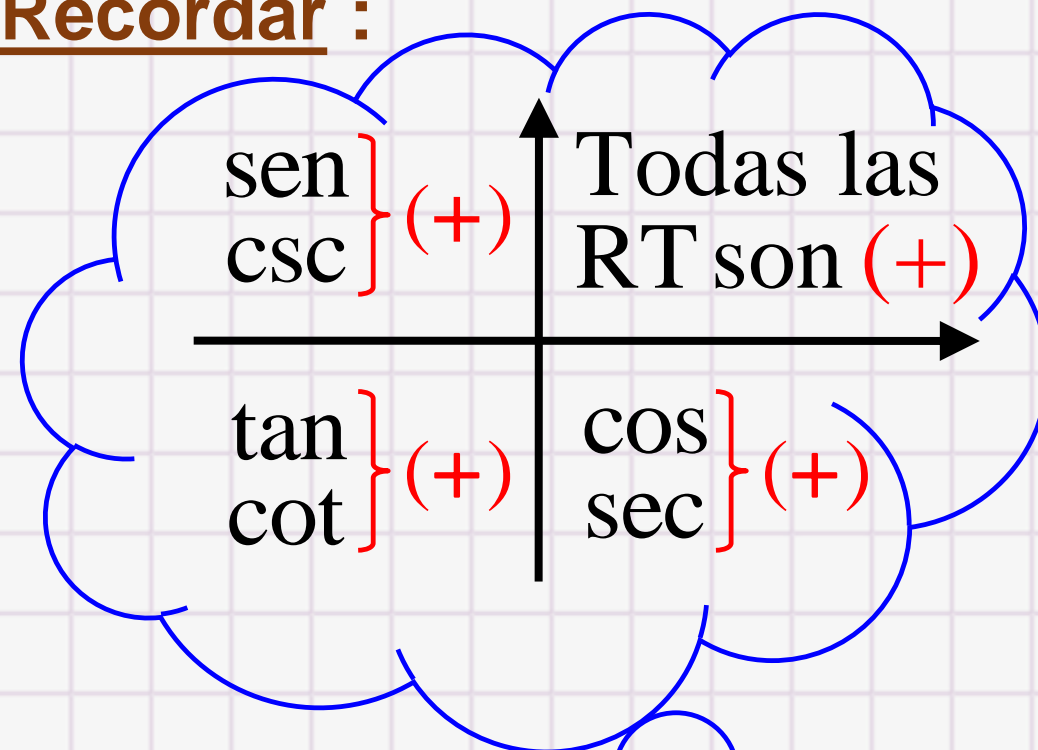 Recordar :
sen
csc
(+)
Todas las
RT son (+)
tan
cot
(+)
cos
sec
(+)